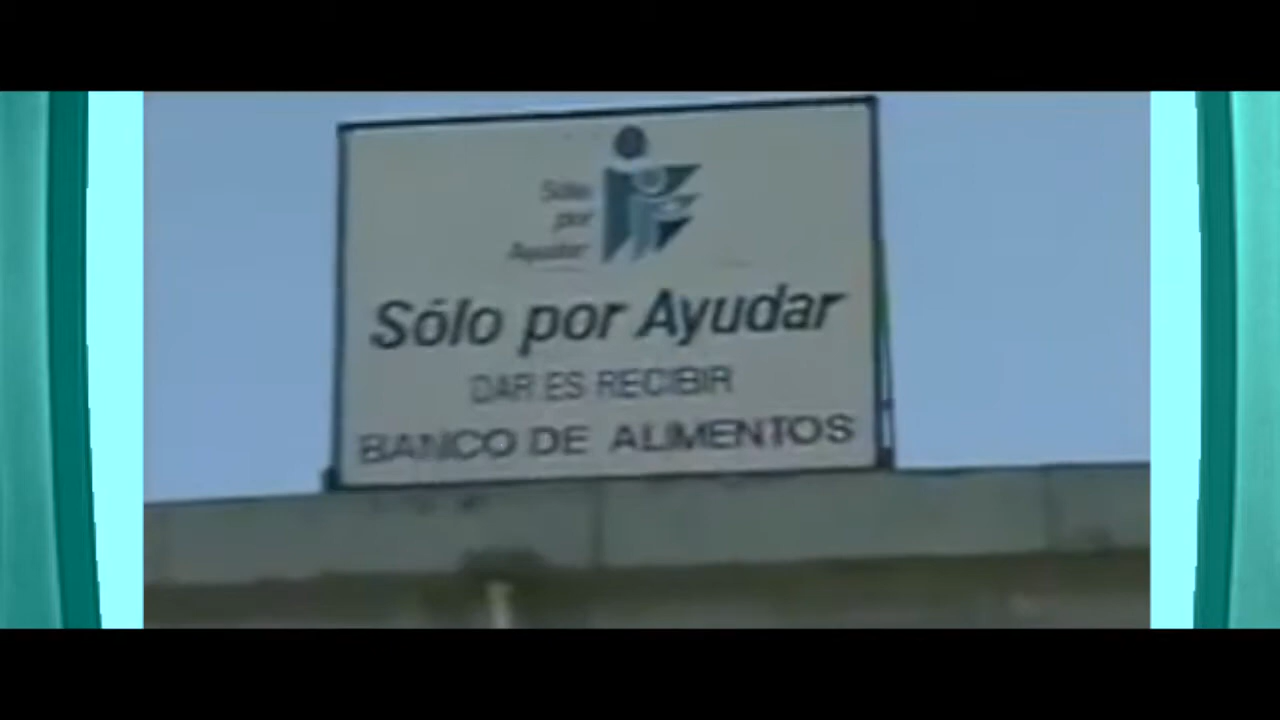 Sólo
por
Ayudar
Sólo por Ayudar
DAR ES RECIBIR
BANCO DE ALIMENTOS